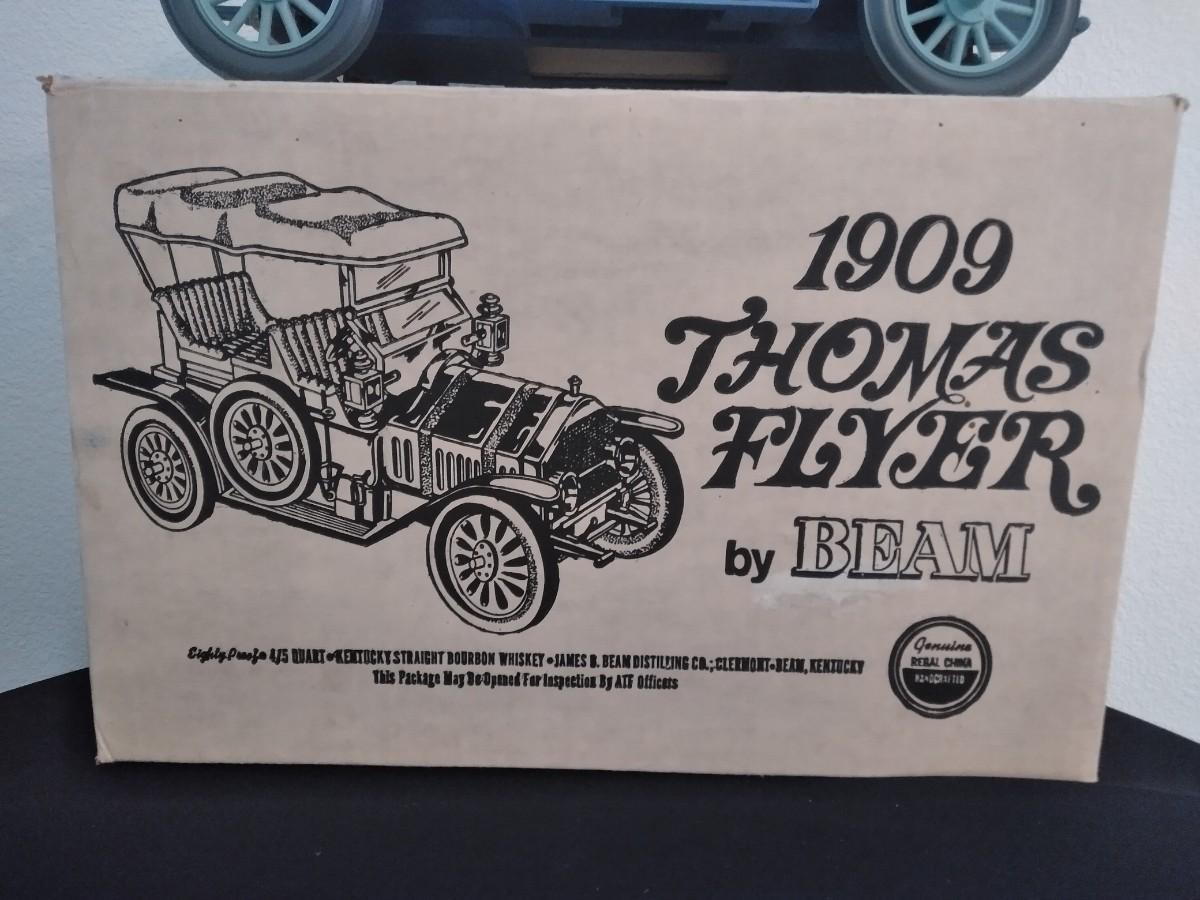 1909
THOMAS
FLYER
by BEAM
Eighty Proof • 4/5 QUART • KENTUCKY STRAIGHT BOURBON WHISKEY • JAMES B. BEAM DISTILLING CO.; CLERMONT-BEAM, KENTUCKY
This Package May Be Opened For Inspection By ATF Officers
Genuine
REGAL CHINA
HANDCRAFTED